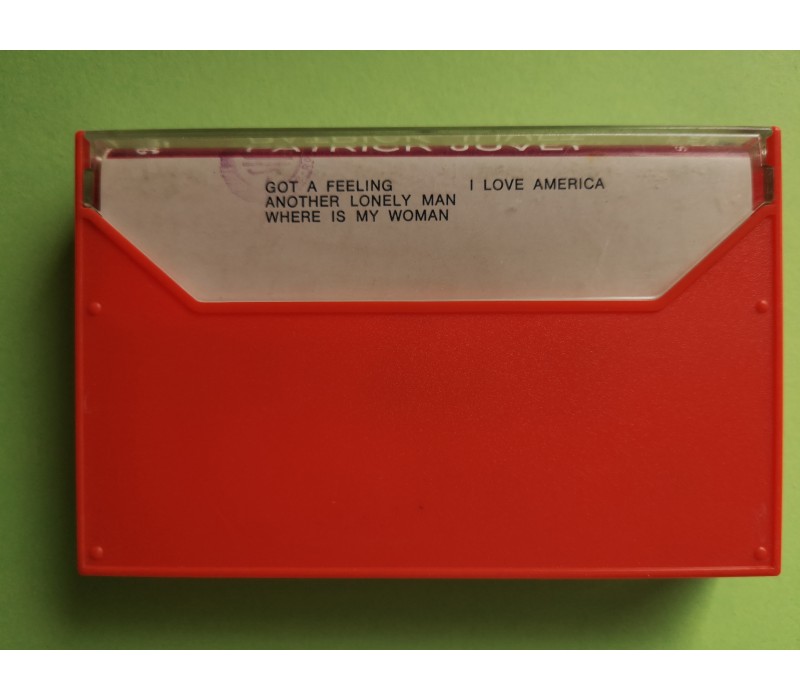 PATRICK JUVET
GOT A FEELING I LOVE AMERICA
ANOTHER LONELY MAN
WHERE IS MY WOMAN